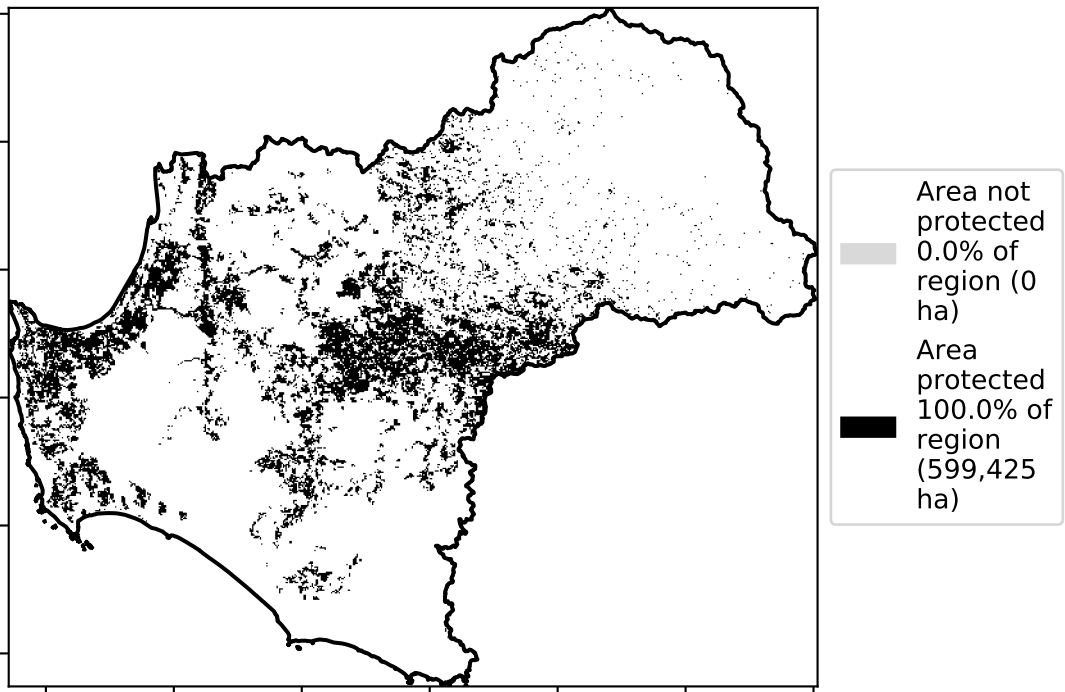 Area not
protected
0.0% of
region (0
ha)
Area
protected
100.0% of
region
(599,425
ha)